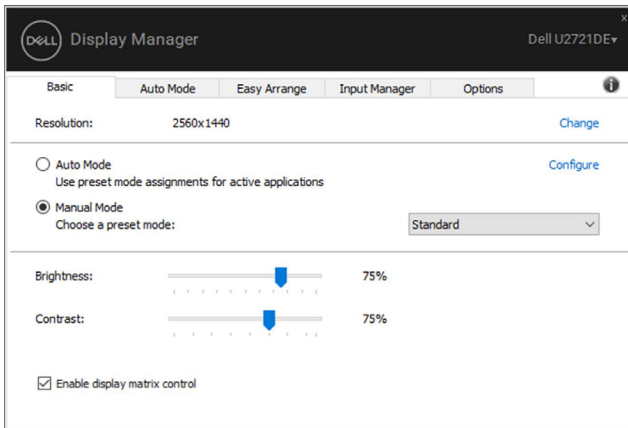 x
DELL Display Manager Dell U2721DE
Basic Auto Mode Easy Arrange Input Manager Options i
Resolution: 2560x1440 Change
Auto Mode Configure
Use preset mode assignments for active applications
Manual Mode
Choose a preset mode: Standard
Brightness: 75%
Contrast: 75%
Enable display matrix control